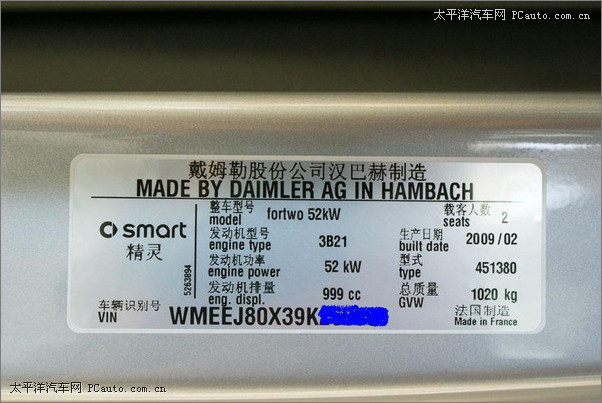 太平洋汽车网 PCauto.com.cn
戴姆勒股份公司汉巴赫制造
MADE BY DAIMLER AG IN HAMBACH
smart
精灵
5263894
整车型号 fortwo 52kW 载客人数 2
model seats
发动机型号 3B21 生产日期 2009/02
engine type built date
发动机功率 52 kW 型式 451380
engine power type
发动机排量 999 cc 总质量 1020 kg
eng. displ. GVW
车辆识别号 WMEEJ80X39K 法国制造
VIN Made in France
太平洋汽车网 PCauto.com.cn